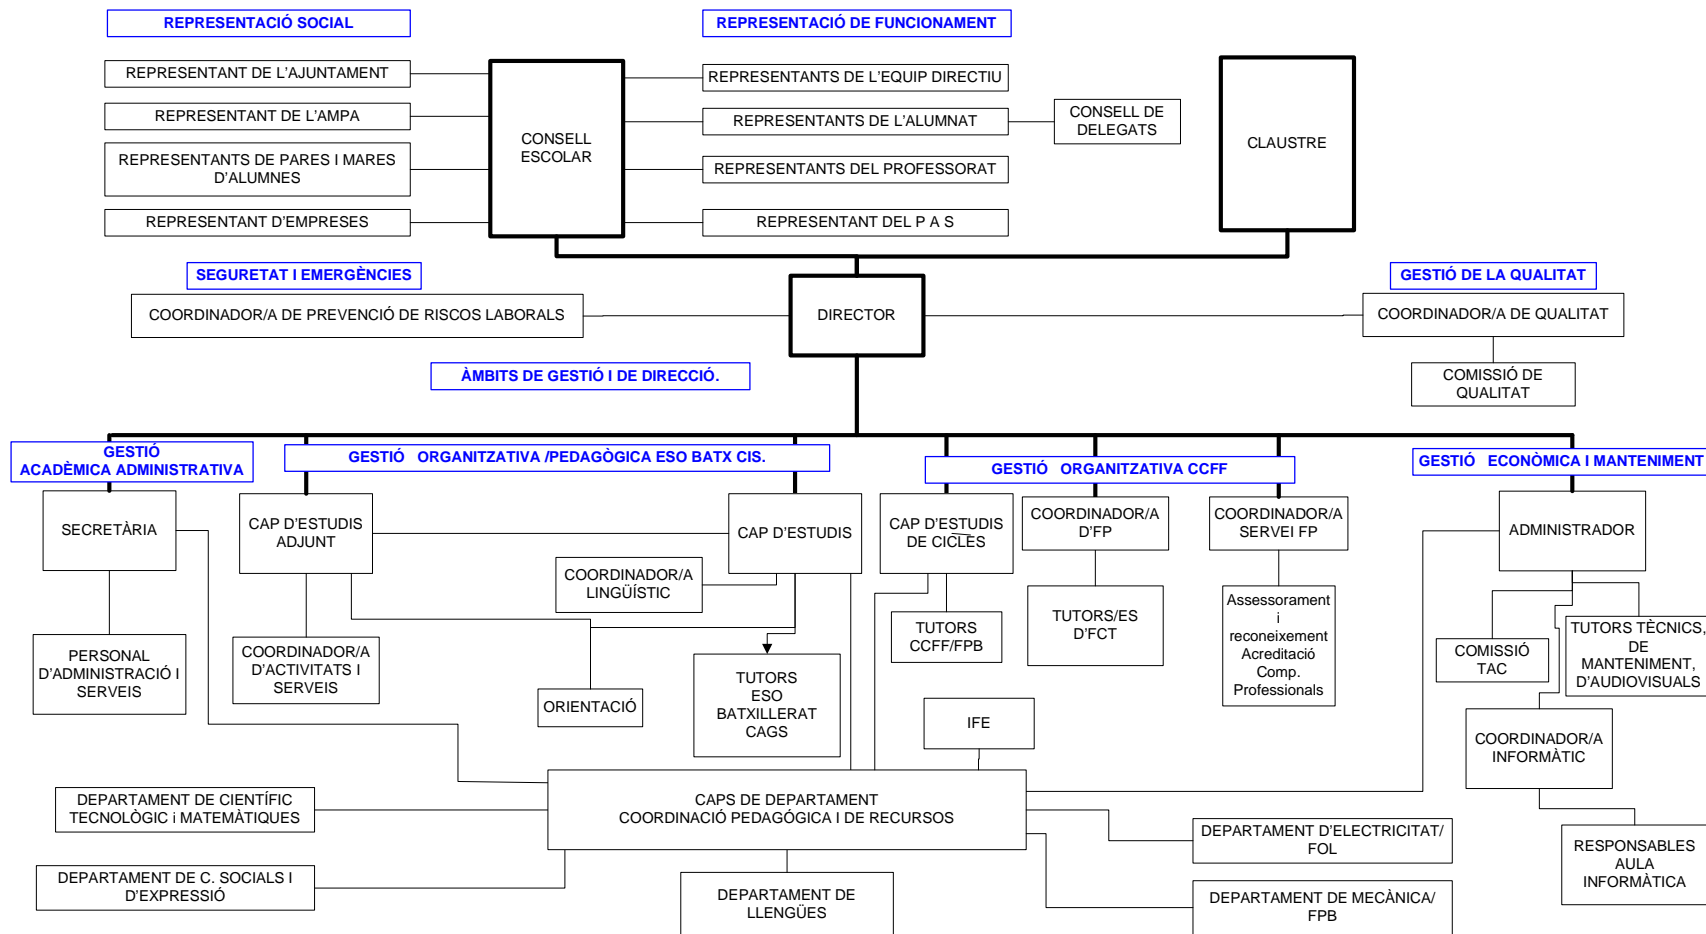 REPRESENTACIÓ SOCIAL
REPRESENTACIÓ DE FUNCIONAMENT
REPRESENTANT DE L'AJUNTAMENT
REPRESENTANT DE L'AMPA
REPRESENTANTS DE PARES I MARES
D'ALUMNES
REPRESENTANT D'EMPRESES
CONSELL
ESCOLAR
REPRESENTANTS DE L'EQUIP DIRECTIU
REPRESENTANTS DE L'ALUMNAT
REPRESENTANTS DEL PROFESSORAT
REPRESENTANT DEL P A S
CONSELL DE
DELEGATS
CLAUSTRE
SEGURETAT I EMERGÈNCIES
COORDINADOR/A DE PREVENCIÓ DE RISCOS LABORALS
DIRECTOR
GESTIÓ DE LA QUALITAT
COORDINADOR/A DE QUALITAT
COMISSIÓ DE
QUALITAT
ÀMBITS DE GESTIÓ I DE DIRECCIÓ.
GESTIÓ
ACADÈMICA ADMINISTRATIVA
GESTIÓ ORGANITZATIVA /PEDAGÒGICA ESO BATX CIS.
GESTIÓ ORGANITZATIVA CCFF
GESTIÓ ECONÒMICA I MANTENIMENT
SECRETÀRIA
CAP D'ESTUDIS
ADJUNT
CAP D'ESTUDIS
CAP D'ESTUDIS
DE CICLES
COORDINADOR/A
D'FP
COORDINADOR/A
SERVEI FP
ADMINISTRADOR
COORDINADOR/A
LINGÜÍSTIC
PERSONAL
D'ADMINISTRACIÓ I
SERVEIS
COORDINADOR/A
D'ACTIVITATS I
SERVEIS
ORIENTACIÓ
TUTORS
ESO
BATXILLERAT
CAGS
TUTORS
CCFF/FPB
TUTORS/ES
D'FCT
Assessorament
i
reconeixement
Acreditació
Comp.
Professionals
COMISSIÓ
TAC
TUTORS TÈCNICS,
DE
MANTENIMENT,
D'AUDIOVISUALS
IFE
COORDINADOR/A
INFORMÀTIC
CAPS DE DEPARTAMENT
COORDINACIÓ PEDAGÓGICA I DE RECURSOS
DEPARTAMENT DE CIENTÍFIC
TECNOLÒGIC i MATEMÀTIQUES
DEPARTAMENT DE C. SOCIALS I
D'EXPRESSIÓ
DEPARTAMENT DE
LLENGÜES
DEPARTAMENT D'ELECTRICITAT/
FOL
DEPARTAMENT DE MECÀNICA/
FPB
RESPONSABLES
AULA
INFORMÀTICA